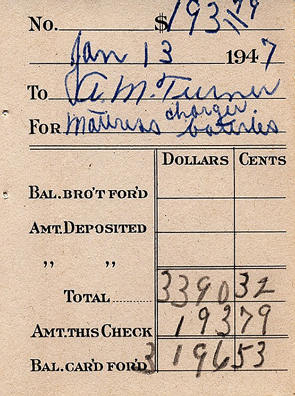 No. $193 79
Jan 13 1947
To A. M. Turner
For Mattress charger batteries
Dollars Cents
Bal. Bro't For'd
Amt. Deposited
,, ,,
Total 3390 32
Amt. This Check 193 79
Bal. Car'd For'd 3196 53